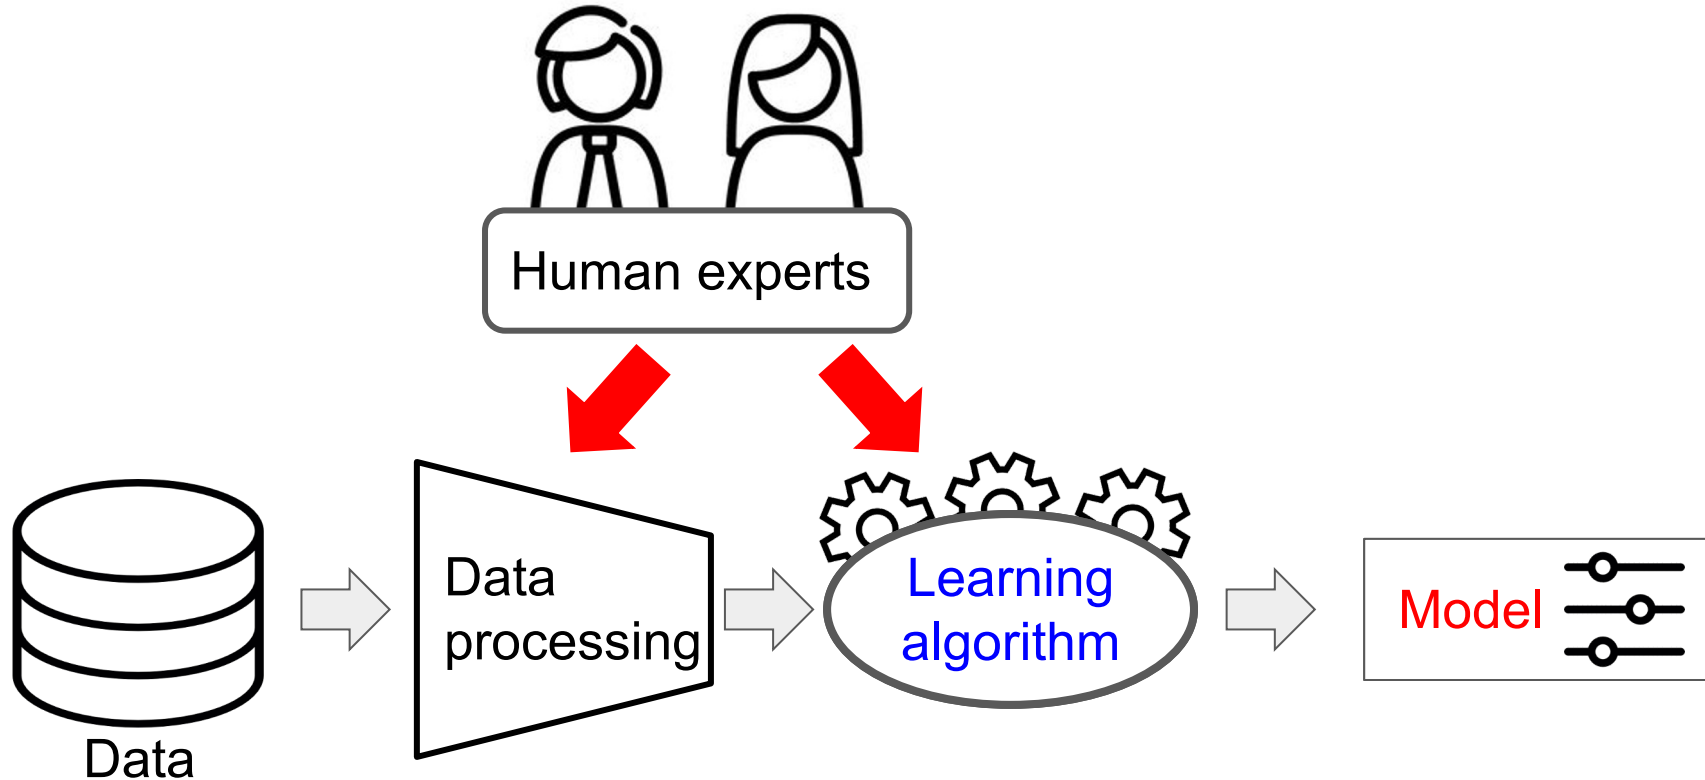 Human experts
Data
processing
Learning
algorithm
Model
Data